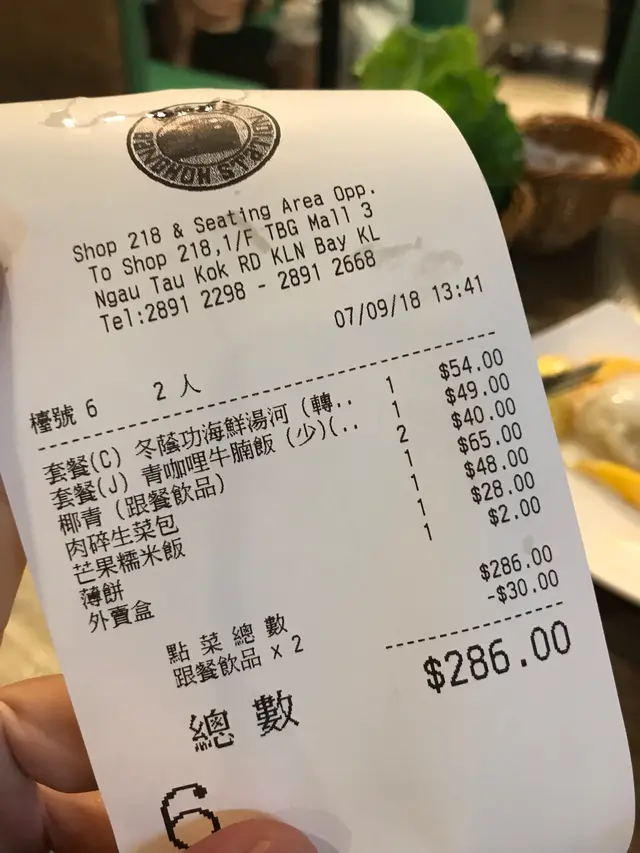 BANGKOK STATION
Shop 218 & Seating Area Opp.
To Shop 218,1/F TBG Mall 3
Ngau Tau Kok RD KLN Bay KL
Tel:2891 2298 - 2891 2668
07/09/18 13:41
檯號 6 2 人
套餐(C) 冬蔭功海鮮湯河 (轉.. 1 $54.00
套餐(J) 青咖哩牛腩飯 (少)(.. 1 $49.00
椰青 (跟餐飲品) 2 $40.00
肉碎生菜包 1 $65.00
芒果糯米飯 1 $48.00
薄餅 1 $28.00
外賣盒 1 $2.00
點菜總數 $286.00
跟餐飲品 x 2 -$30.00
總數 $286.00
6